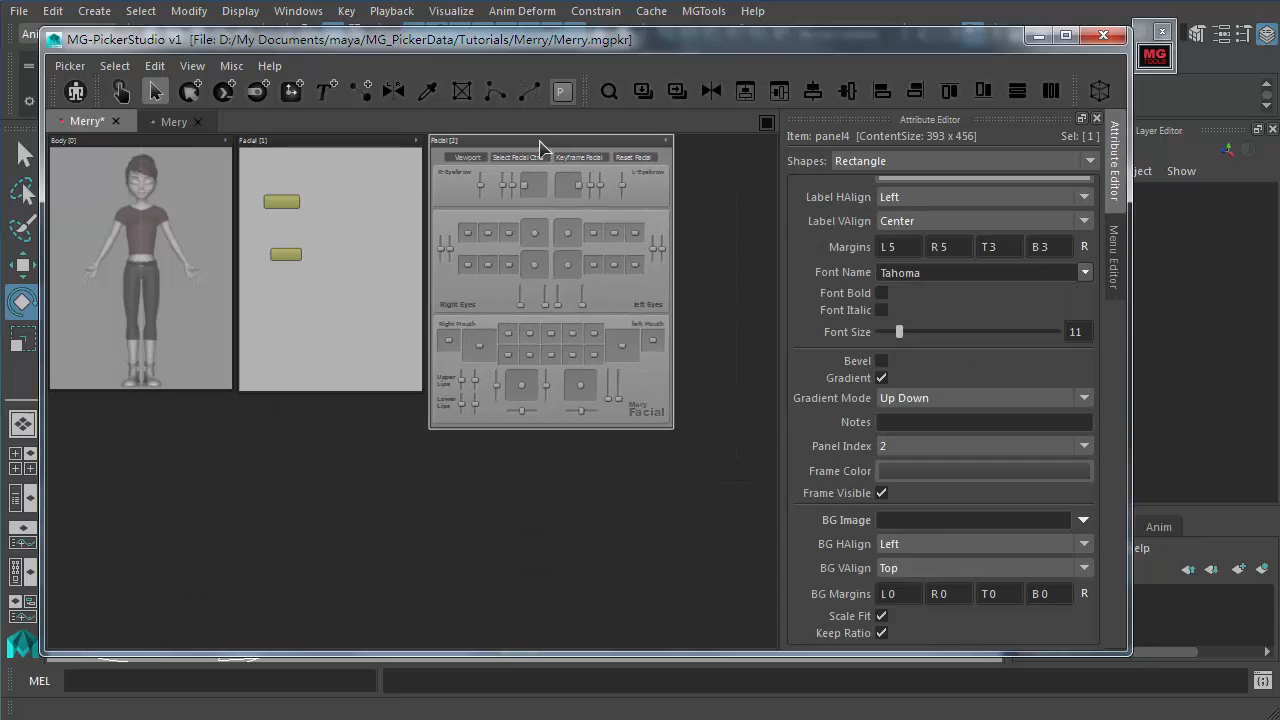 File Edit Create Select Modify Display Windows Key Playback Visualize Anim Deform Constrain Cache MGTools Help
MG-PickerStudio v1 [File: D:/My Documents/maya/MG_PickerData/Tutorials/Merry/Merry.mgpkr]
MG
TOOLS
Picker Select Edit View Misc Help
T P
Merry* Merry
Attribute Editor
Layer Editor
Body [0] Facial [1] Facial [2]
Item: panel4 [ContentSize: 393 x 456] Sel: [ 1 ]
Attribute Editor
Menu Editor
Viewport Select Facial Keyframe Facial Reset Facial
Shapes: Rectangle
ject Show
R-Eyebrow L-Eyebrow
Label HAlign Left
Label VAlign Center
Margins L 5 R 5 T 3 B 3 R
Font Name Tahoma
Font Bold
Right Eyes left Eyes
Font Italic
Right Mouth left Mouth
Font Size 11
Bevel
Upper
Lips
Gradient
Lower
Lips
Gradient Mode Up Down
Mery
Facial
Notes
Panel Index 2
Frame Color
Frame Visible
BG Image
Anim
BG HAlign Left
elp
BG VAlign Top
BG Margins L 0 R 0 T 0 B 0 R
Scale Fit
Keep Ratio
MEL